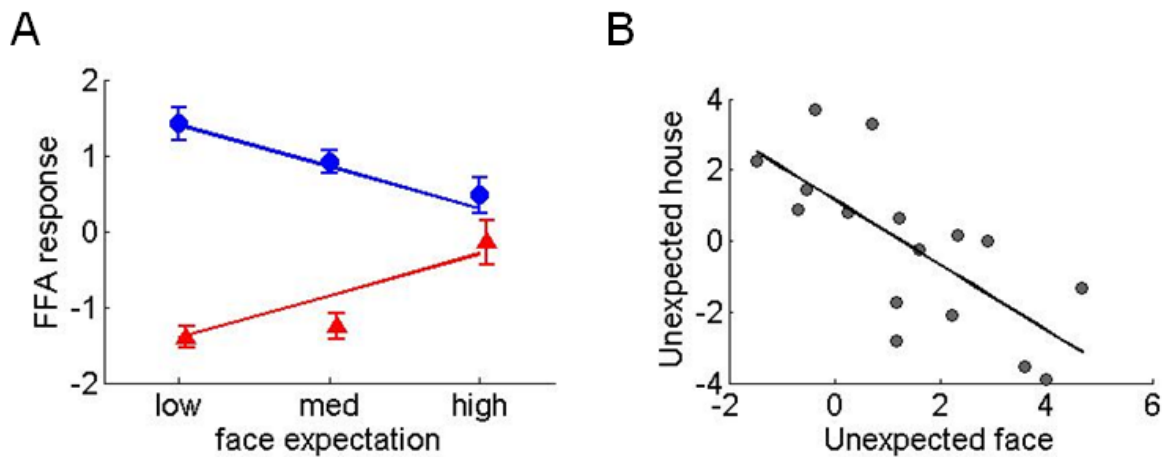 A
2
1
0
-1
-2
FFA response
low med high
face expectation
B
4
2
0
-2
-4
Unexpected house
-2 0 2 4 6
Unexpected face